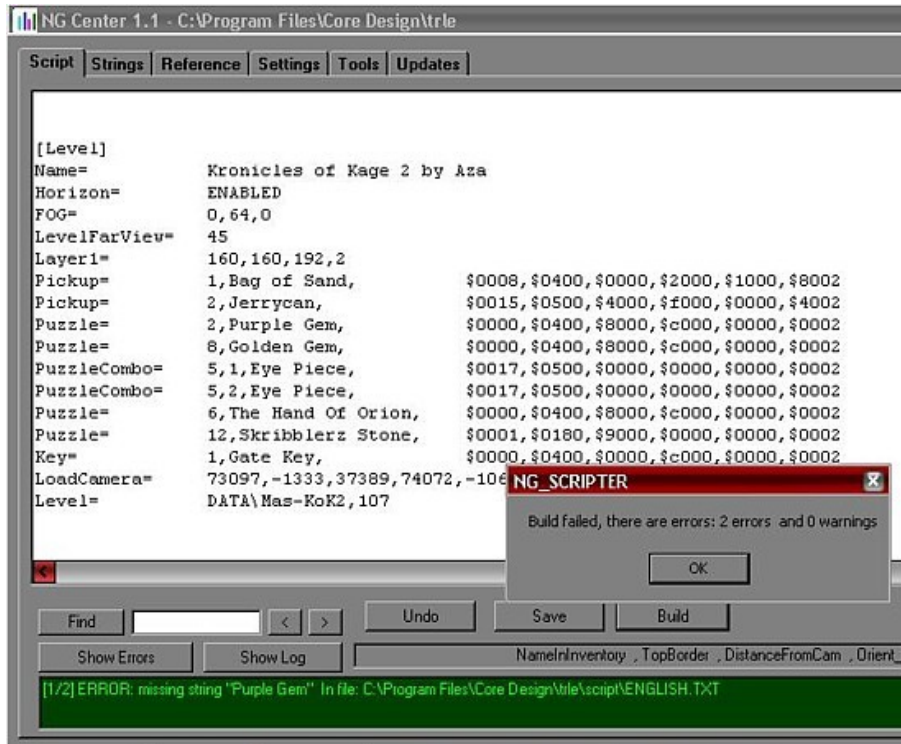 NG Center 1.1 - C:\Program Files\Core Design\trle
Script Strings Reference Settings Tools Updates
[Level]
Name= Kronicles of Kage 2 by Aza
Horizon= ENABLED
FOG= 0,64,0
LevelFarView= 45
Layer1= 160,160,192,2
Pickup= 1,Bag of Sand, $0008,$0400,$0000,$2000,$1000,$8002
Pickup= 2,Jerrycan, $0015,$0500,$4000,$f000,$0000,$4002
Puzzle= 2,Purple Gem, $0000,$0400,$8000,$c000,$0000,$0002
Puzzle= 8,Golden Gem, $0000,$0400,$8000,$c000,$0000,$0002
PuzzleCombo= 5,1,Eye Piece, $0017,$0500,$0000,$0000,$0000,$0002
PuzzleCombo= 5,2,Eye Piece, $0017,$0500,$0000,$0000,$0000,$0002
Puzzle= 6,The Hand Of Orion, $0000,$0400,$8000,$c000,$0000,$0002
Puzzle= 12,Skribblerz Stone, $0001,$0180,$9000,$0000,$0000,$0002
Key= 1,Gate Key, $0000,$0400,$0000,$c000,$0000,$0002
LoadCamera= 73097,-1333,37389,74072,-106
Level= DATA\Mas-KoK2,107
NG_SCRIPTER
Build failed, there are errors: 2 errors and 0 warnings
OK
Find < > Undo Save Build
Show Errors Show Log NameInInventory , TopBorder , DistanceFromCam , Orient_
[1/2] ERROR: missing string "Purple Gem" In file: C:\Program Files\Core Design\trle\script\ENGLISH.TXT